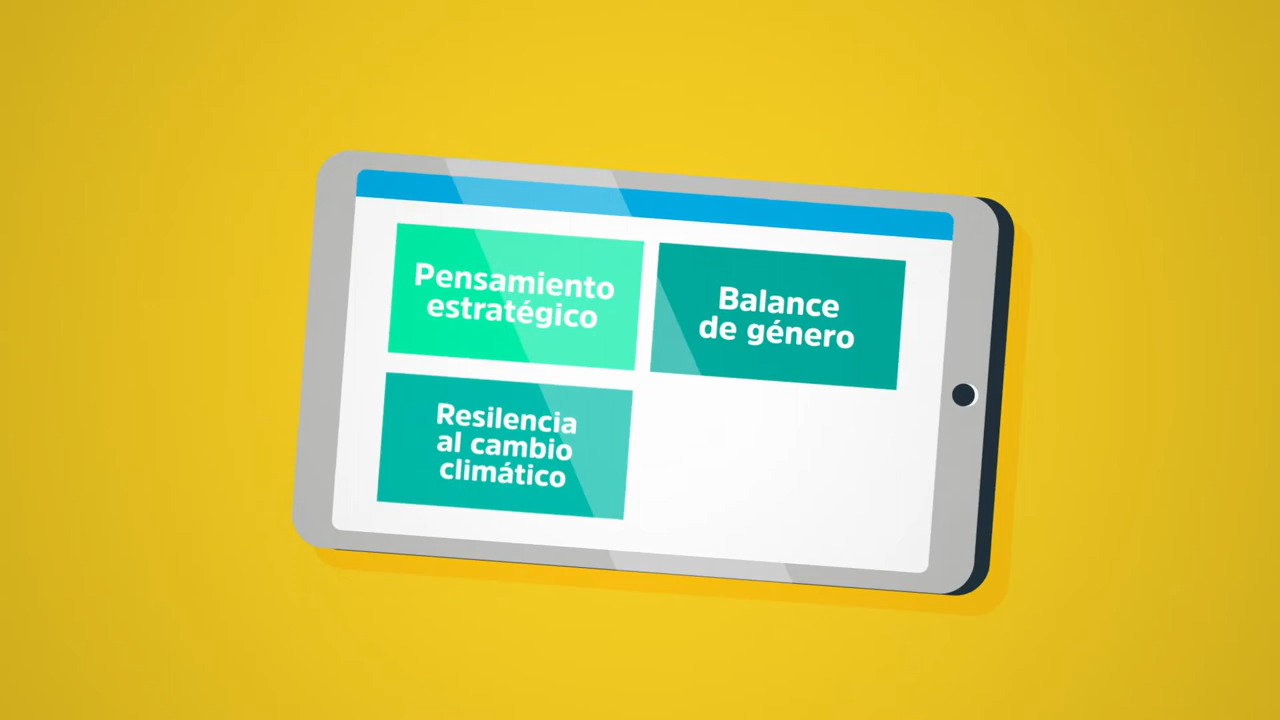 Pensamiento
estratégico
Balance
de género
Resilencia
al cambio
climático